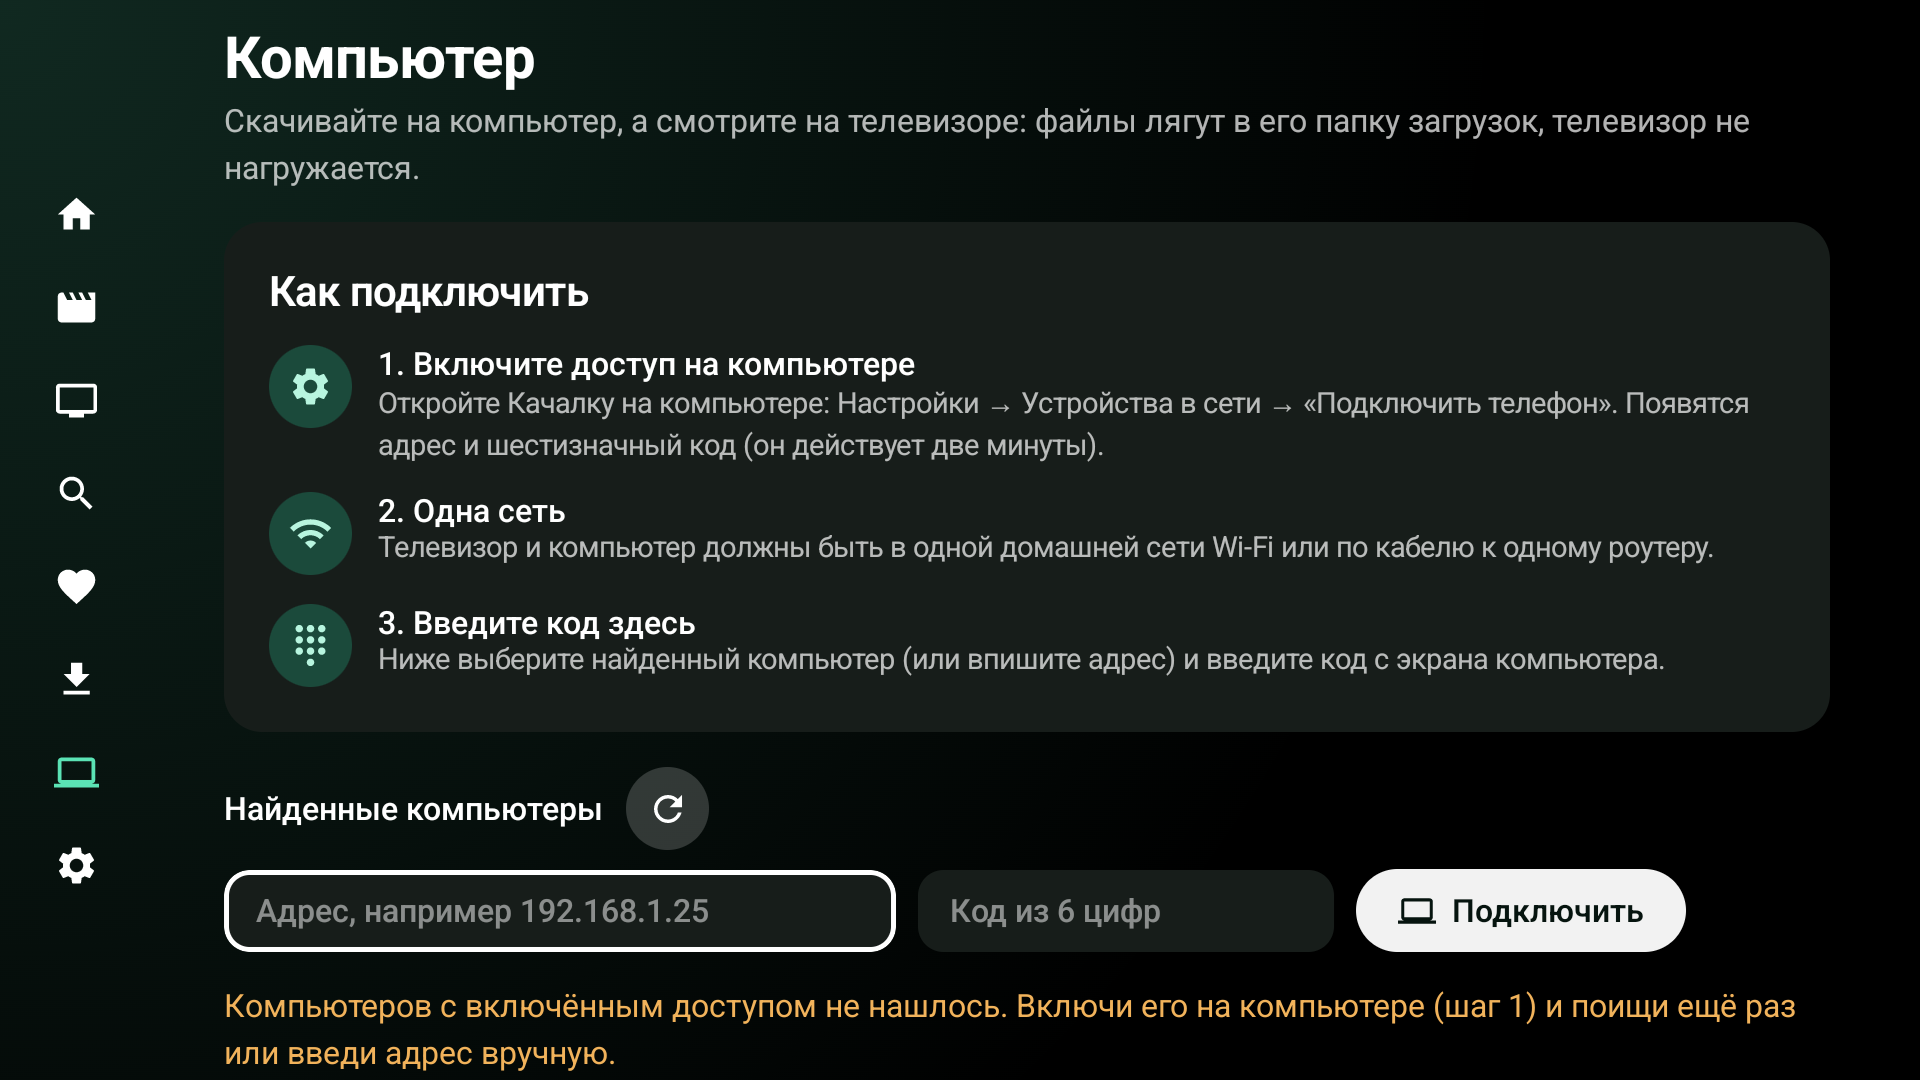 Компьютер
Скачивайте на компьютер, а смотрите на телевизоре: файлы лягут в его папку загрузок, телевизор не
нагружается.
Как подключить
1. Включите доступ на компьютере
Откройте Качалку на компьютере: Настройки → Устройства в сети → «Подключить телефон». Появятся
адрес и шестизначный код (он действует две минуты).
2. Одна сеть
Телевизор и компьютер должны быть в одной домашней сети Wi-Fi или по кабелю к одному роутеру.
3. Введите код здесь
Ниже выберите найденный компьютер (или впишите адрес) и введите код с экрана компьютера.
Найденные компьютеры
Адрес, например 192.168.1.25
Код из 6 цифр
Подключить
Компьютеров с включённым доступом не нашлось. Включи его на компьютере (шаг 1) и поищи ещё раз
или введи адрес вручную.